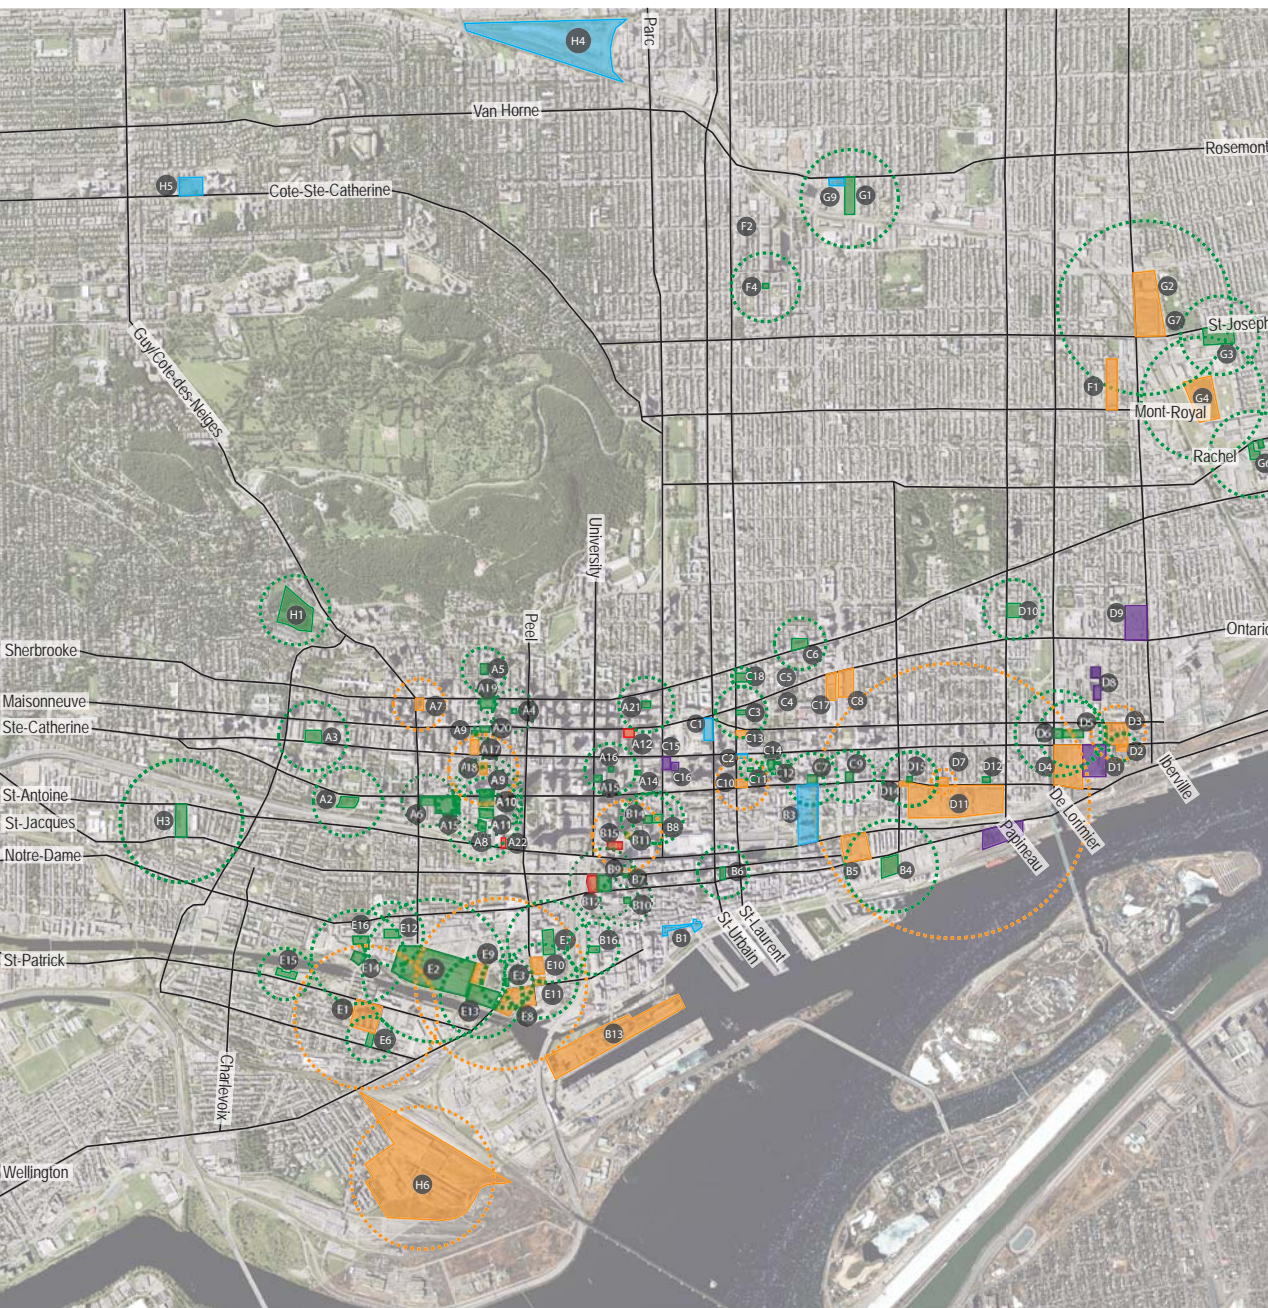 H4
Parc
Van Horne
Rosemont
H5
Cote-Ste-Catherine
G9
G1
F2
F4
G2
G7
St-Joseph
G3
Guy/Cote-des-Neiges
F1
G4
Mont-Royal
Rachel
University
H1
Peel
D10
D9
Ontario
Sherbrooke
C6
A5
C18
C5
D8
A19
Maisonneuve
A7
A4
A21
C3
C4
C17
C8
Ste-Catherine
A3
A9
A20
C1
C13
D5
D3
D6
A12
C15
A17
C14
D2
A16
C2
A18
C16
C12
C7
C9
D15
D7
D12
D4
D1
A9
A14
C10
C11
Iberville
St-Antoine
A2
A15
D14
A10
D11
De Lorimier
St-Jacques
H3
A6
A13
B14
B3
A11
B8
B15
B11
Papineau
Notre-Dame
A8
A22
B9
B7
B6
B5
B4
B12
B10
E16
E12
St-Urbain
St-Laurent
E7
B16
B1
St-Patrick
E15
E14
E2
E9
E3
E10
E11
E1
E13
E8
E6
B13
Charlevoix
Wellington
H6